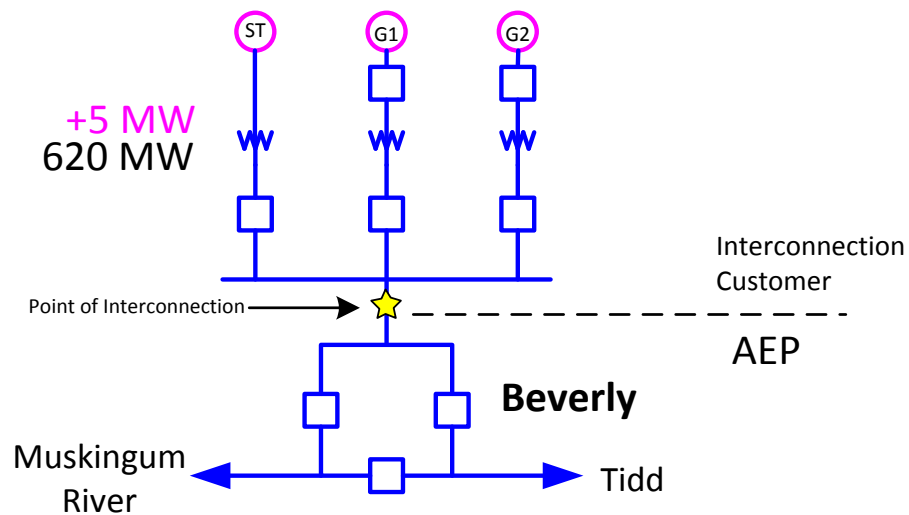 ST
G1
G2
+5 MW
620 MW
Interconnection
Customer
Point of Interconnection
AEP
Beverly
Muskingum
River
Tidd